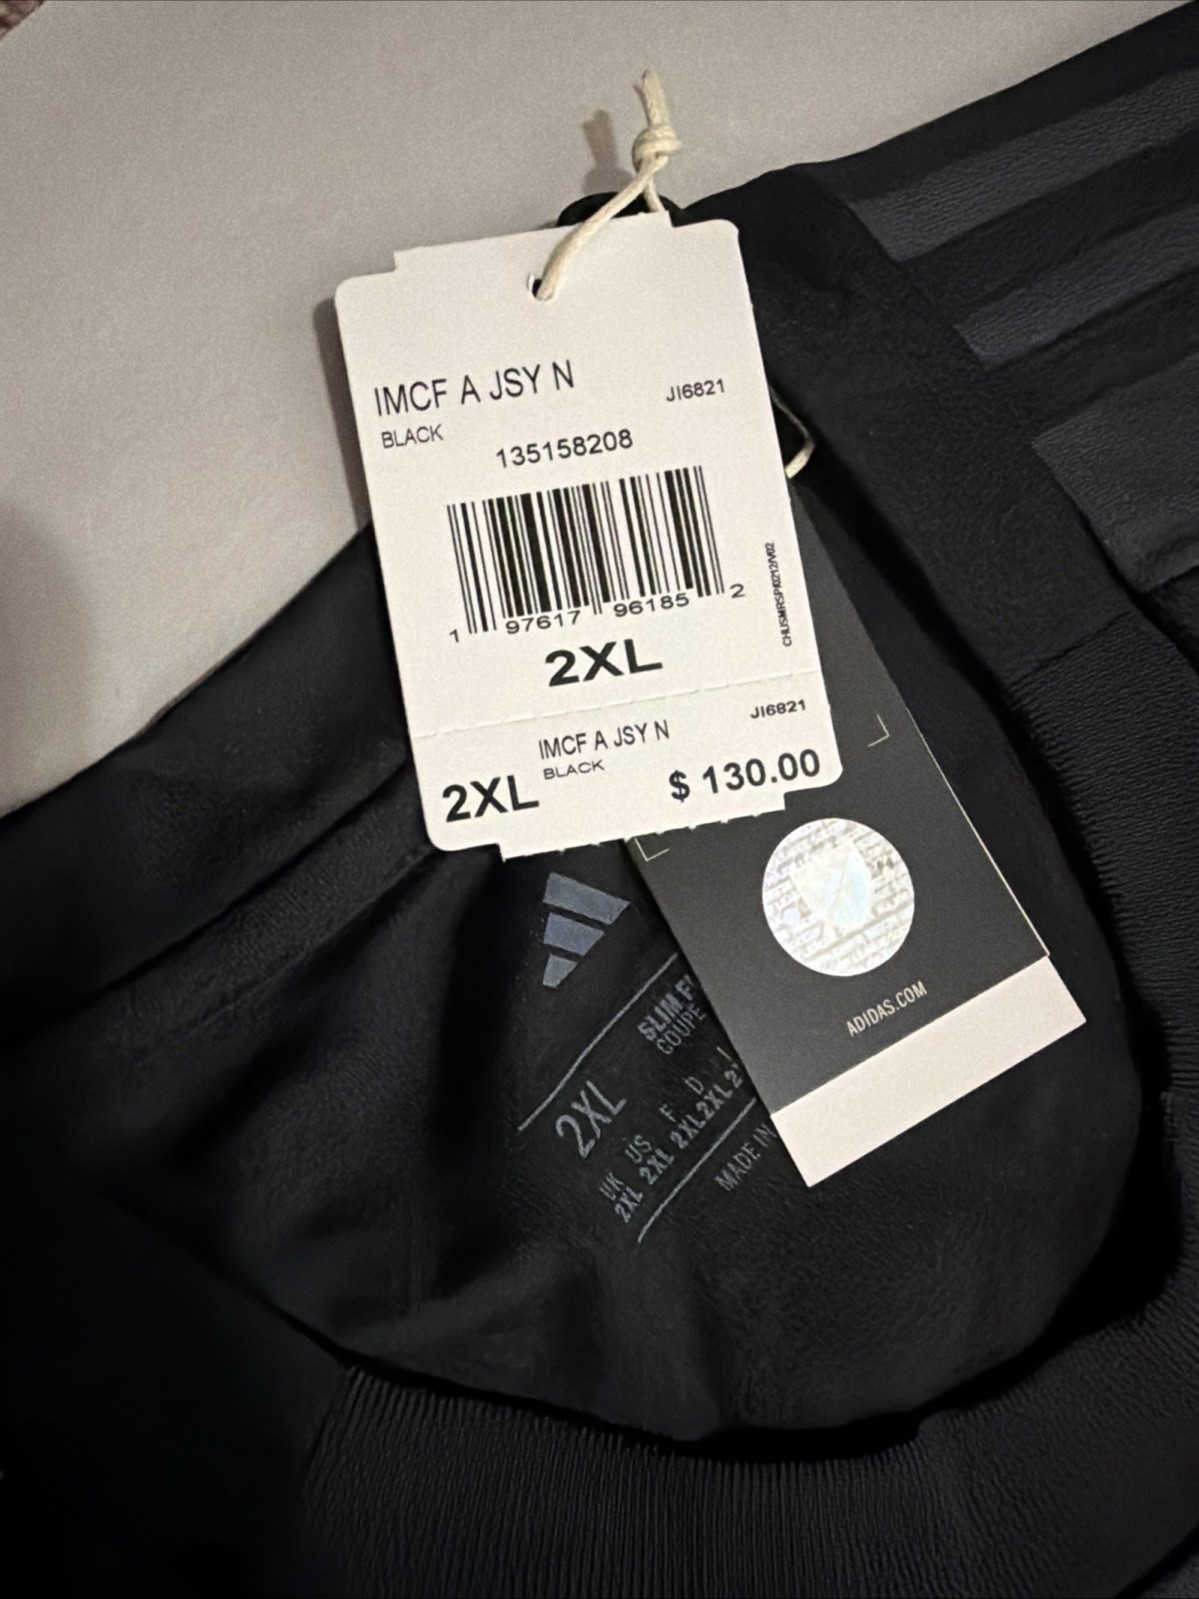 IMCF A JSY N
JI6821
BLACK
135158208
1 97617 96185 2
2XL
IMCF A JSY N
JI6821
BLACK
2XL
$ 130.00
ADIDAS.COM
SLIM
COUPE
2XL
UK US F D
2XL 2XL 2XL 2XL
MADE IN